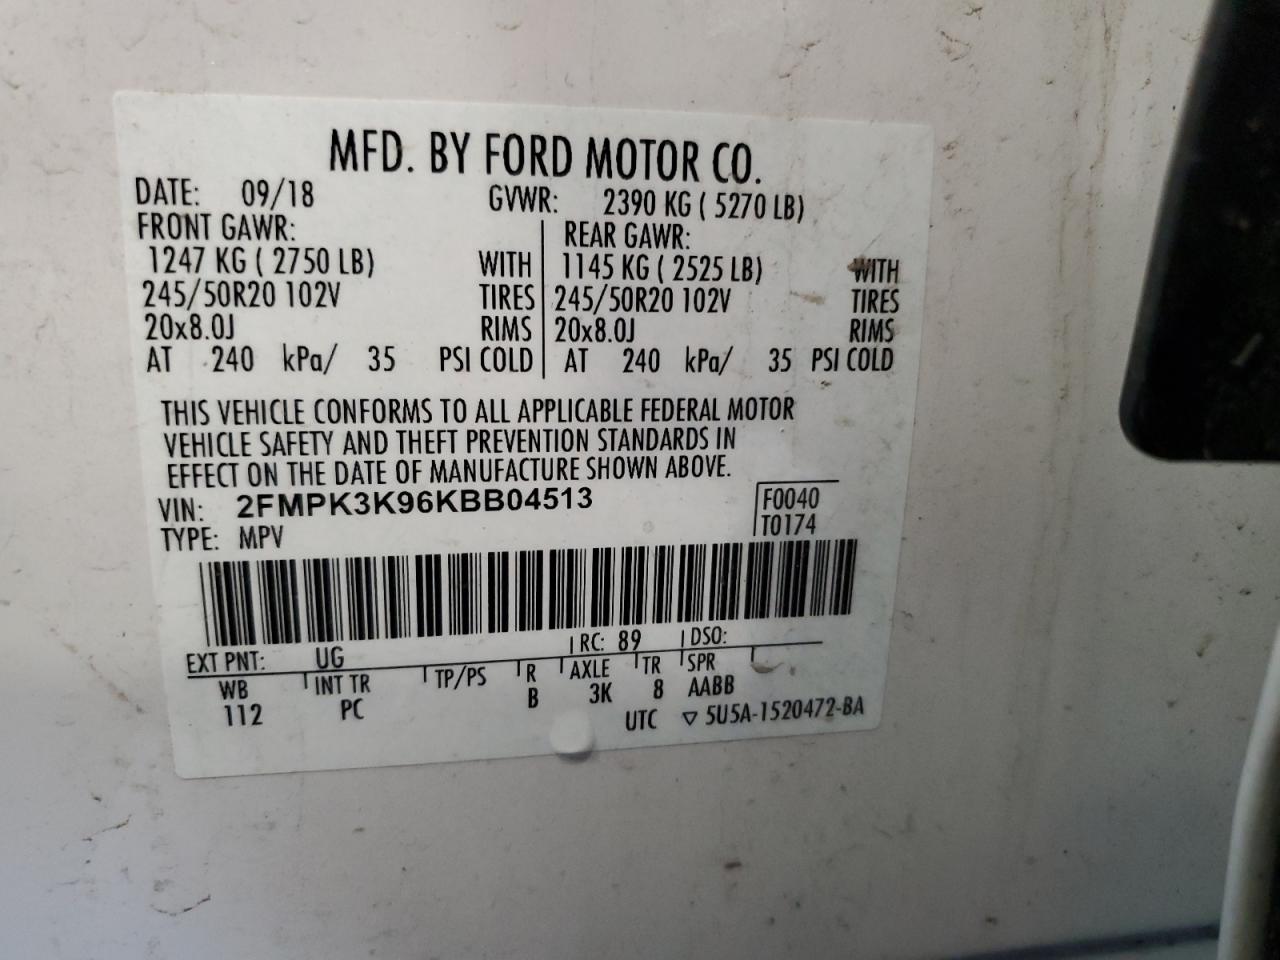 MFD. BY FORD MOTOR CO.
DATE: 09/18 GVWR: 2390 KG ( 5270 LB)
FRONT GAWR: REAR GAWR:
1247 KG ( 2750 LB) WITH 1145 KG ( 2525 LB) WITH
245/50R20 102V TIRES 245/50R20 102V TIRES
20x8.0J RIMS 20x8.0J RIMS
AT 240 kPa/ 35 PSI COLD AT 240 kPa/ 35 PSI COLD
THIS VEHICLE CONFORMS TO ALL APPLICABLE FEDERAL MOTOR
VEHICLE SAFETY AND THEFT PREVENTION STANDARDS IN
EFFECT ON THE DATE OF MANUFACTURE SHOWN ABOVE.
VIN: 2FMPK3K96KBB04513 F0040
TYPE: MPV T0174
RC: 89 DSO:
EXT PNT: UG
WB INT TR TP/PS R AXLE TR SPR
112 PC B 3K 8 AABB
UTC ▽ 5U5A-1520472-BA